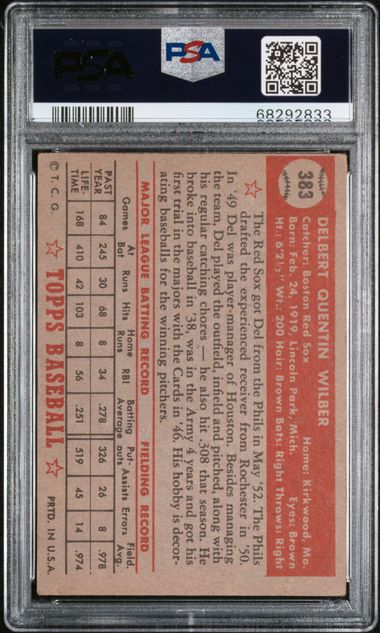 PSA
PSA
68292833
383
DELBERT QUENTIN WILBER
Catcher: Boston Red Sox Home: Kirkwood, Mo.
Born: Feb. 24, 1919, Lincoln Park, Mich. Eyes: Brown
Ht.: 6'2½" Wt.: 200 Hair: Brown Bats: Right Throws: Right
The Red Sox got Del from the Phils in May '52. The Phils
drafted the experienced receiver from Rochester in '50.
In '49 Del was player-manager of Houston. Besides managing
the team, Del played the outfield, infield and pitched, along with
his regular catching chores — he also hit .308 that season. He
broke into baseball in '38, was in the Army 4 years and got his
first trial in the majors with the Cards in '46. His hobby is decor-
ating baseballs for the winning pitchers.
MAJOR LEAGUE BATTING RECORD FIELDING RECORD
Games At Bat Runs Hits Home Runs RBI Batting Average Put-outs Assists Errors Field. Avg.
PAST YEAR 84 245 30 68 8 34 .278 326 26 8 .978
LIFE-TIME 168 410 42 103 8 56 .251 519 45 14 .974
© T.C.G. TOPPS BASEBALL PRTD. IN U.S.A.